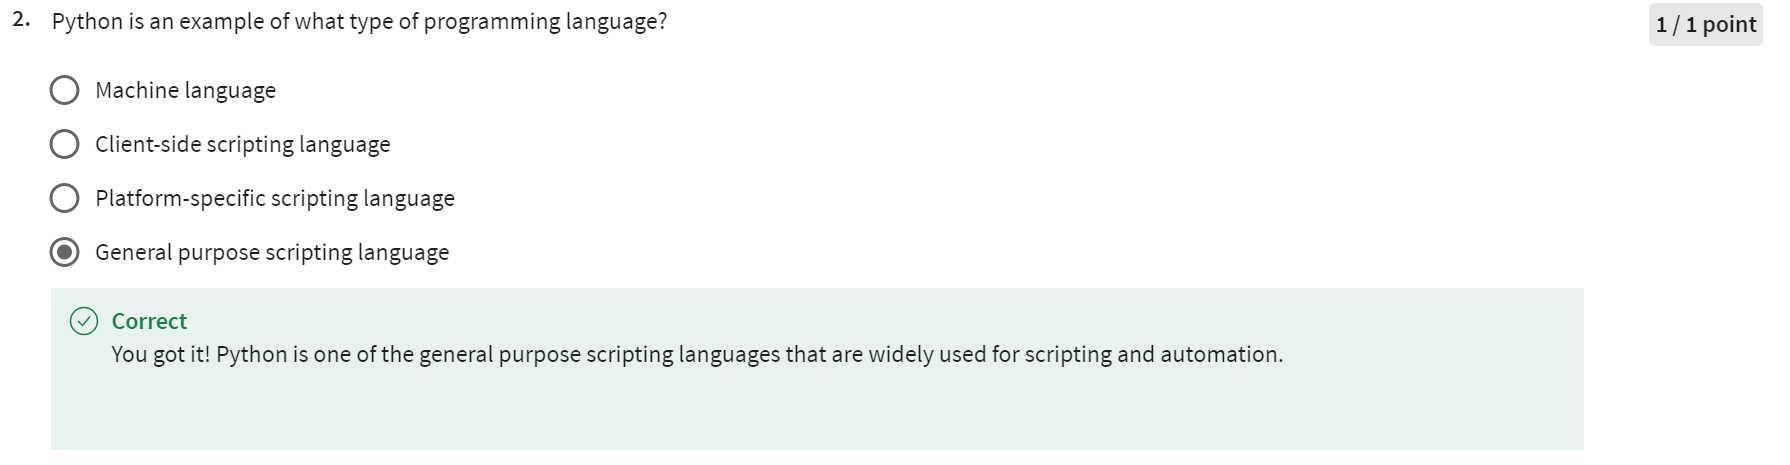 2. Python is an example of what type of programming language?
1 / 1 point
Machine language
Client-side scripting language
Platform-specific scripting language
General purpose scripting language
Correct
You got it! Python is one of the general purpose scripting languages that are widely used for scripting and automation.